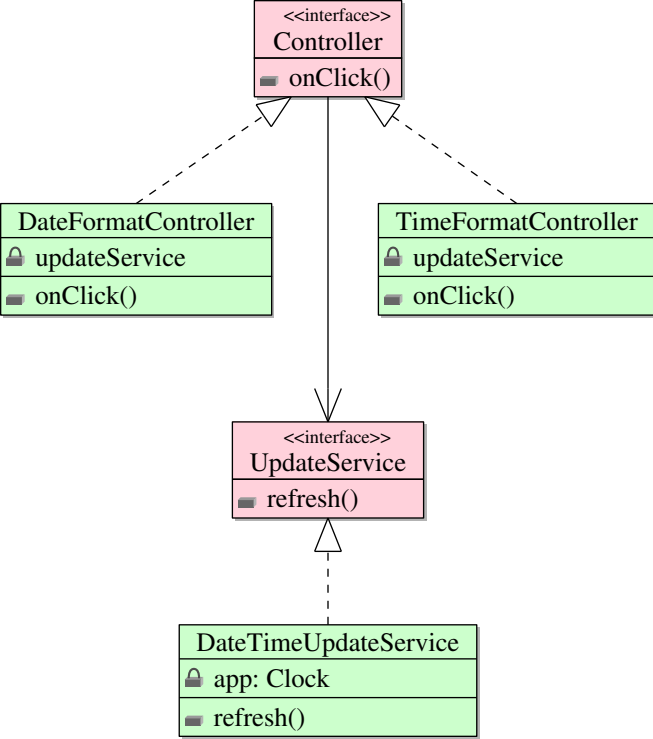 <<interface>>
Controller
onClick()
DateFormatController
updateService
onClick()
TimeFormatController
updateService
onClick()
<<interface>>
UpdateService
refresh()
DateTimeUpdateService
app: Clock
refresh()